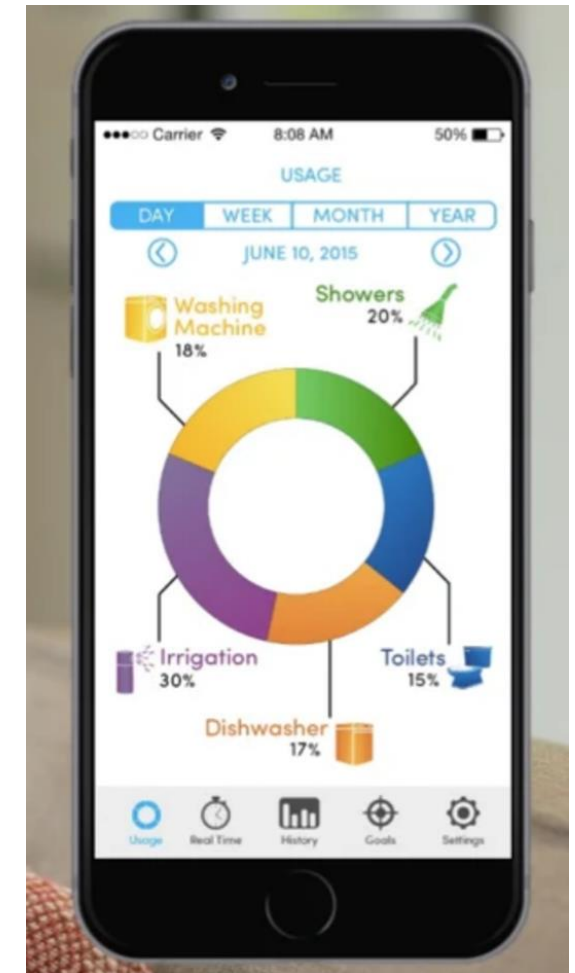 Carrier 8:08 AM 50%
USAGE
DAY WEEK MONTH YEAR
JUNE 10, 2015
Washing
Machine
18%
Showers
20%
Irrigation
30%
Toilets
15%
Dishwasher
17%
Usage Real Time History Goals Settings